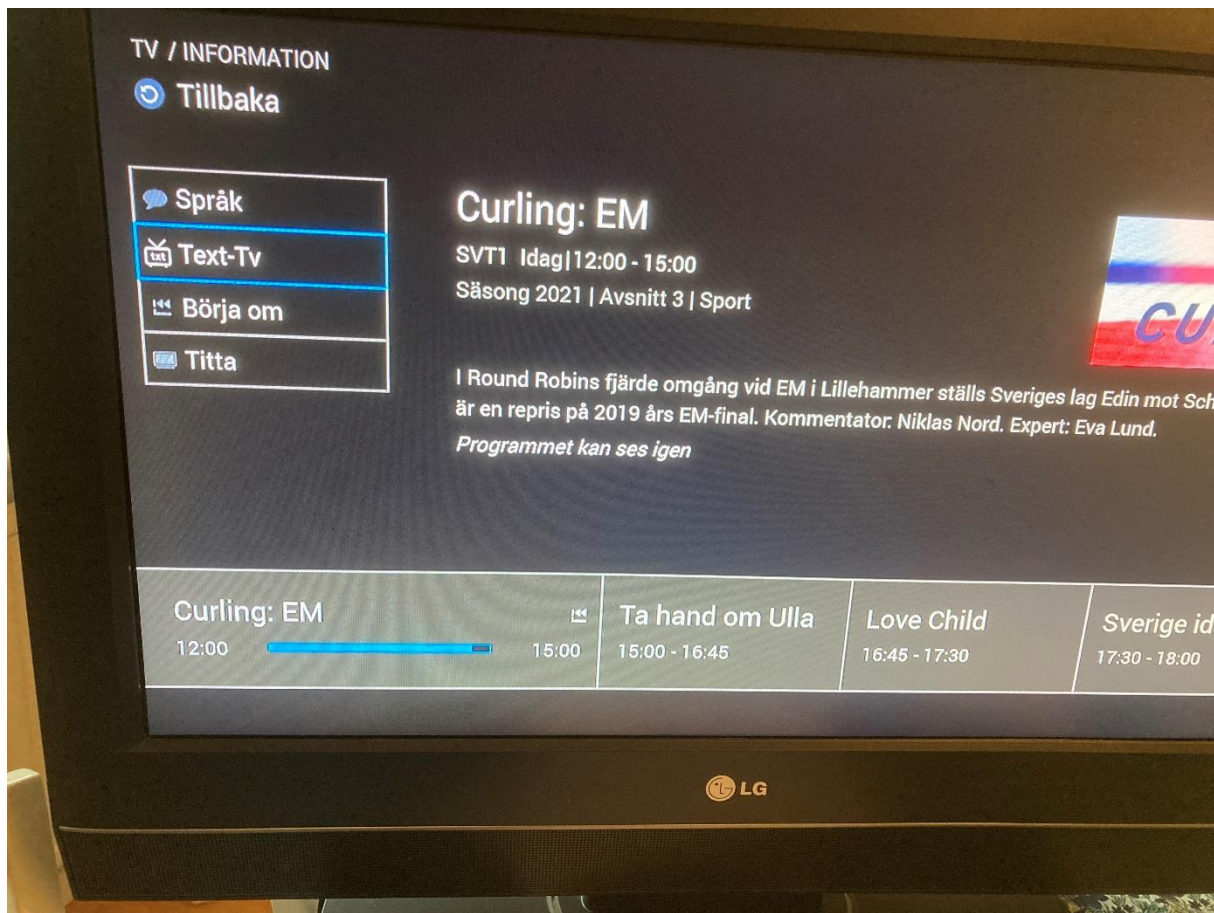 TV / INFORMATION
Tillbaka
Språk
txt Text-Tv
Börja om
Titta
Curling: EM
SVT1 Idag|12:00 - 15:00
Säsong 2021 | Avsnitt 3 | Sport
I Round Robins fjärde omgång vid EM i Lillehammer ställs Sveriges lag Edin mot Sch
är en repris på 2019 års EM-final. Kommentator: Niklas Nord. Expert: Eva Lund.
Programmet kan ses igen
CU
Curling: EM
12:00 15:00
Ta hand om Ulla
15:00 - 16:45
Love Child
16:45 - 17:30
Sverige id
17:30 - 18:00
LG